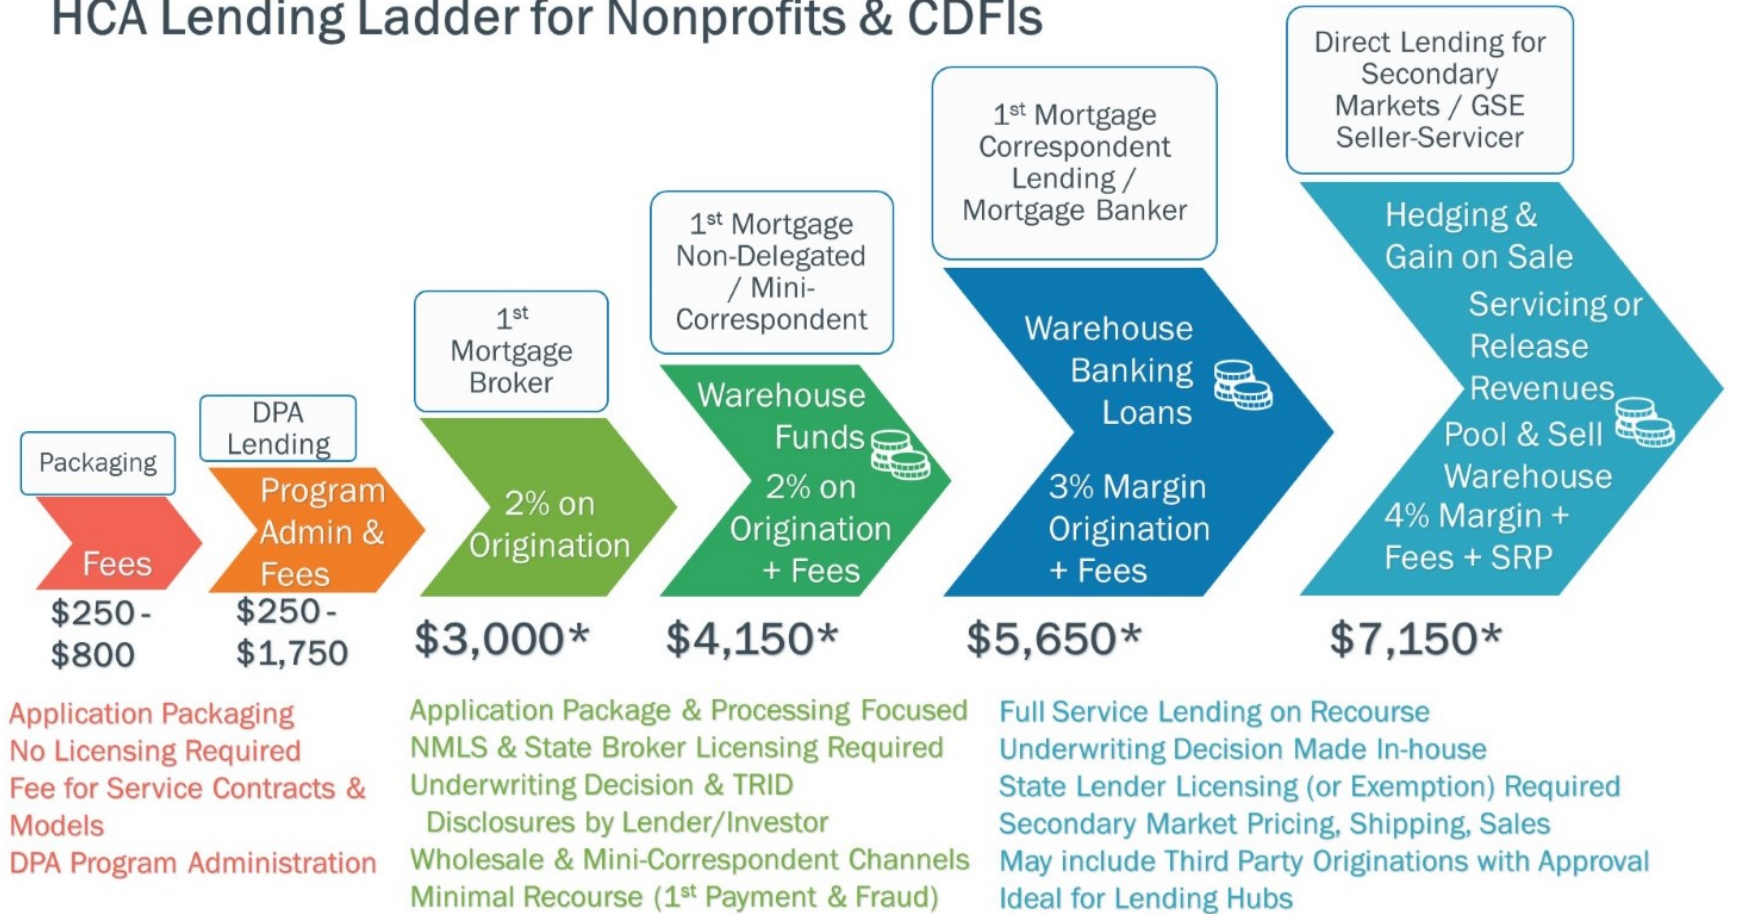 HCA Lending Ladder for Nonprofits & CDFIs
Packaging
Fees
$250-
$800
DPA
Lending
Program
Admin &
Fees
$250-
$1,750
1st
Mortgage
Broker
2% on
Origination
$3,000*
1st Mortgage
Non-Delegated
/ Mini-
Correspondent
Warehouse
Funds
2% on
Origination
+ Fees
$4,150*
1st Mortgage
Correspondent
Lending /
Mortgage Banker
Warehouse
Banking
Loans
3% Margin
Origination
+ Fees
$5,650*
Direct Lending for
Secondary
Markets / GSE
Seller-Servicer
Hedging &
Gain on Sale
Servicing or
Release
Revenues
Pool & Sell
Warehouse
4% Margin +
Fees + SRP
$7,150*
Application Packaging
No Licensing Required
Fee for Service Contracts &
Models
DPA Program Administration
Application Package & Processing Focused
NMLS & State Broker Licensing Required
Underwriting Decision & TRID
Disclosures by Lender/Investor
Wholesale & Mini-Correspondent Channels
Minimal Recourse (1st Payment & Fraud)
Full Service Lending on Recourse
Underwriting Decision Made In-house
State Lender Licensing (or Exemption) Required
Secondary Market Pricing, Shipping, Sales
May include Third Party Originations with Approval
Ideal for Lending Hubs